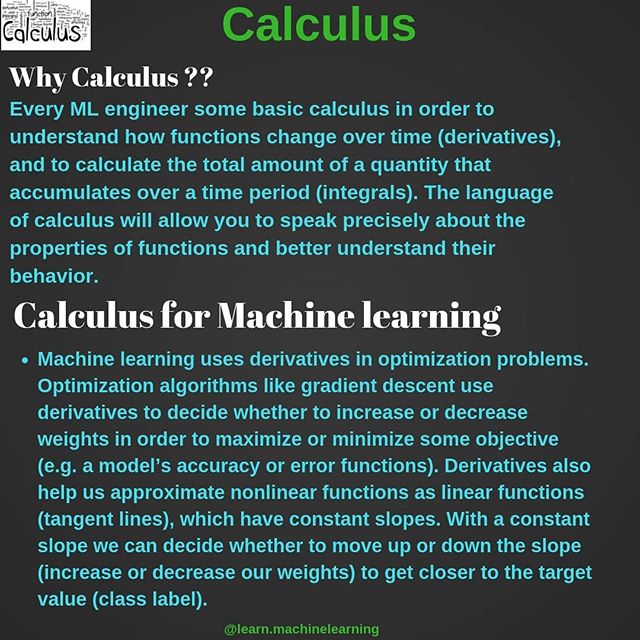 function
Calculus
Calculus
Why Calculus ??
Every ML engineer some basic calculus in order to
understand how functions change over time (derivatives),
and to calculate the total amount of a quantity that
accumulates over a time period (integrals). The language
of calculus will allow you to speak precisely about the
properties of functions and better understand their
behavior.
Calculus for Machine learning
• Machine learning uses derivatives in optimization problems.
Optimization algorithms like gradient descent use
derivatives to decide whether to increase or decrease
weights in order to maximize or minimize some objective
(e.g. a model’s accuracy or error functions). Derivatives also
help us approximate nonlinear functions as linear functions
(tangent lines), which have constant slopes. With a constant
slope we can decide whether to move up or down the slope
(increase or decrease our weights) to get closer to the target
value (class label).
@learn.machinelearning